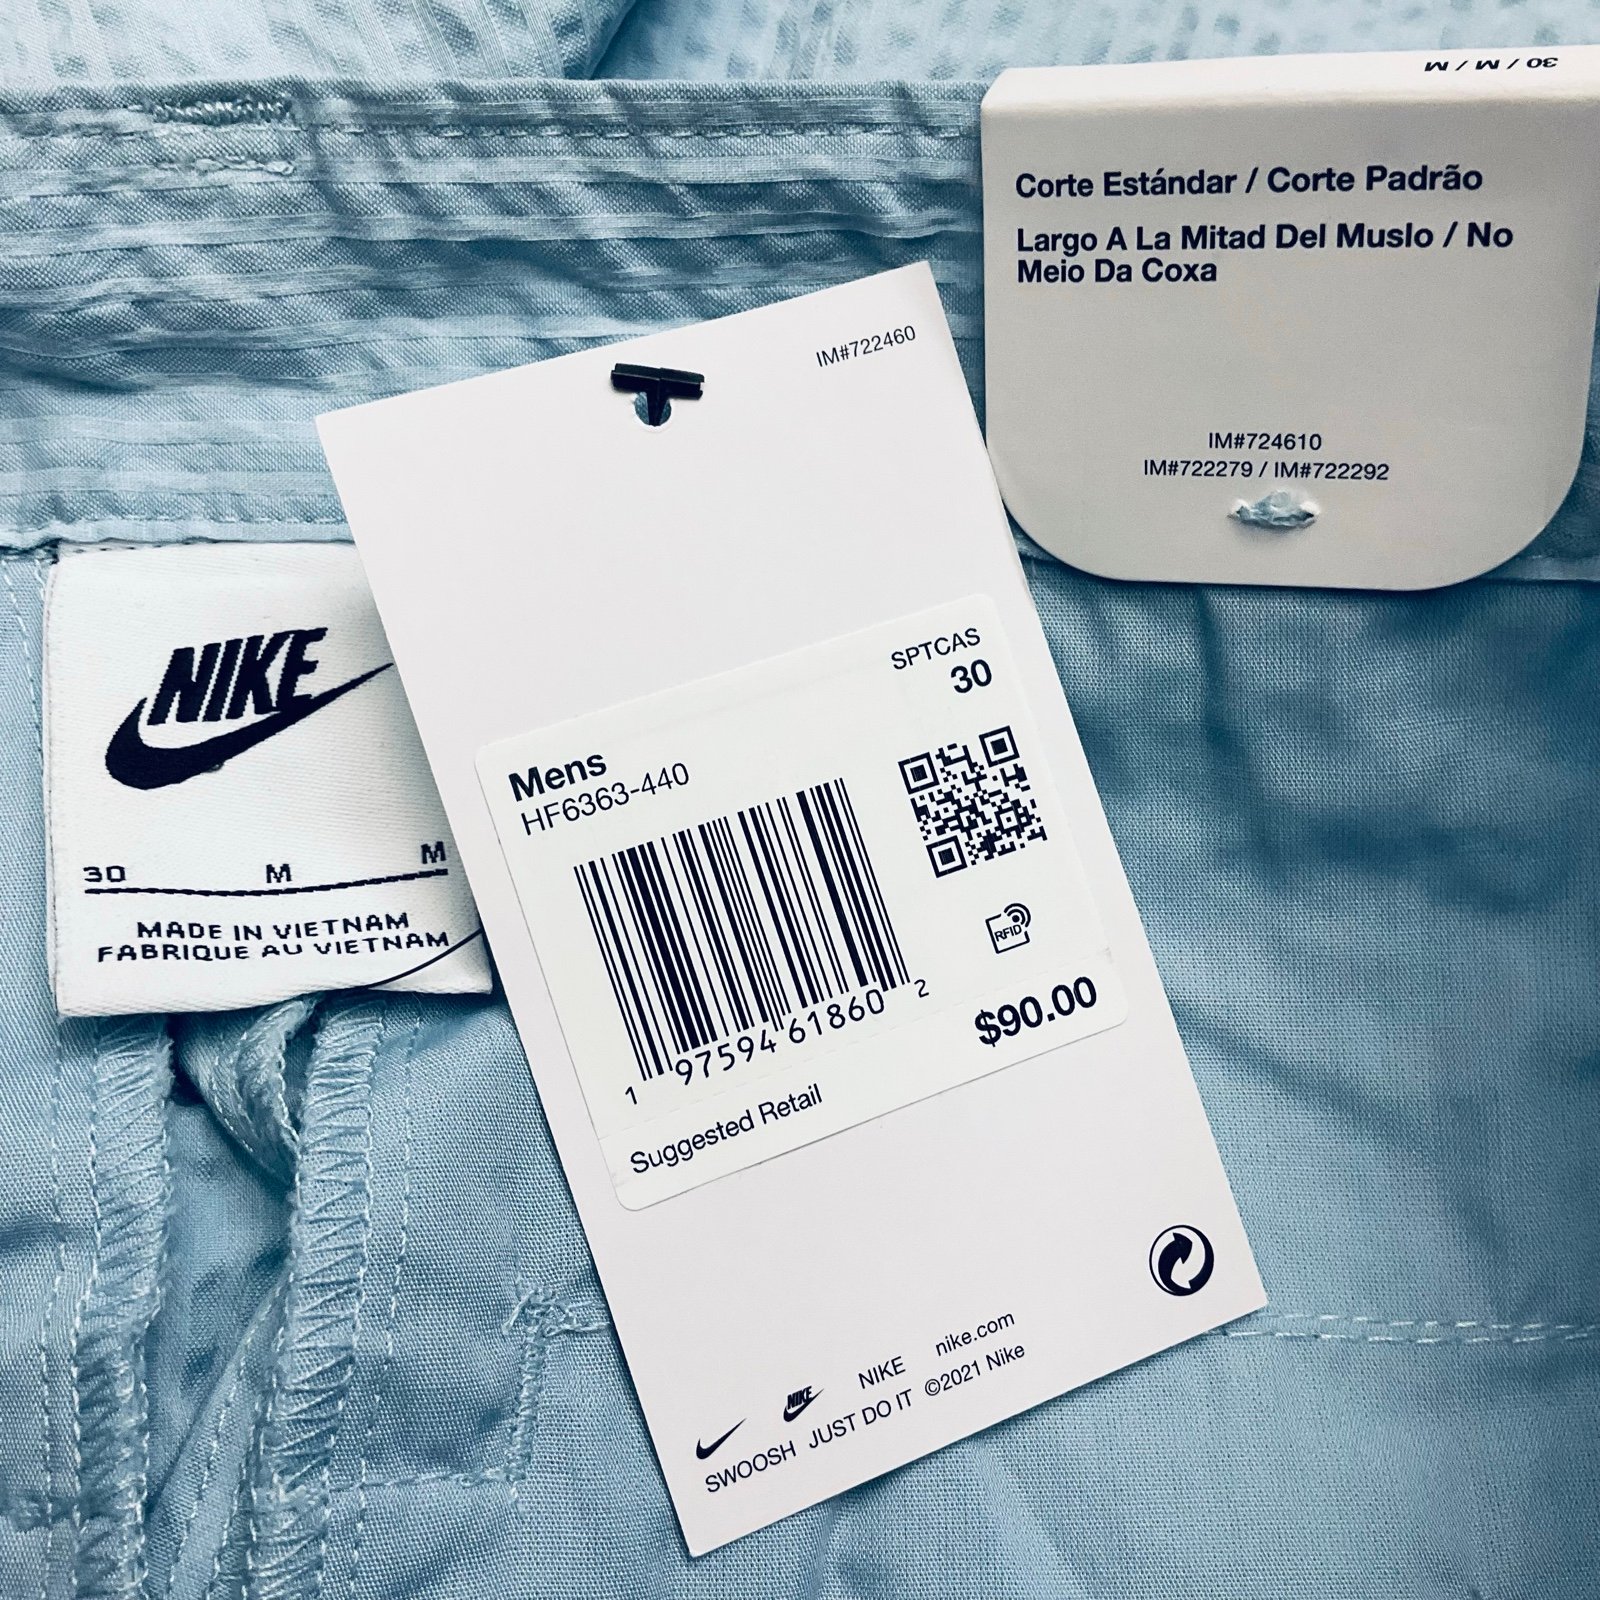 30 / M / M
Corte Estándar / Corte Padrão
Largo A La Mitad Del Muslo / No
Meio Da Coxa
IM#724610
IM#722279 / IM#722292
NIKE
30 M M
MADE IN VIETNAM
FABRIQUE AU VIETNAM
IM#722460
SPTCAS
30
Mens
HF6363-440
RFID
1 97594 61860 2
$90.00
Suggested Retail
NIKE NIKE nike.com
SWOOSH JUST DO IT ©2021 Nike